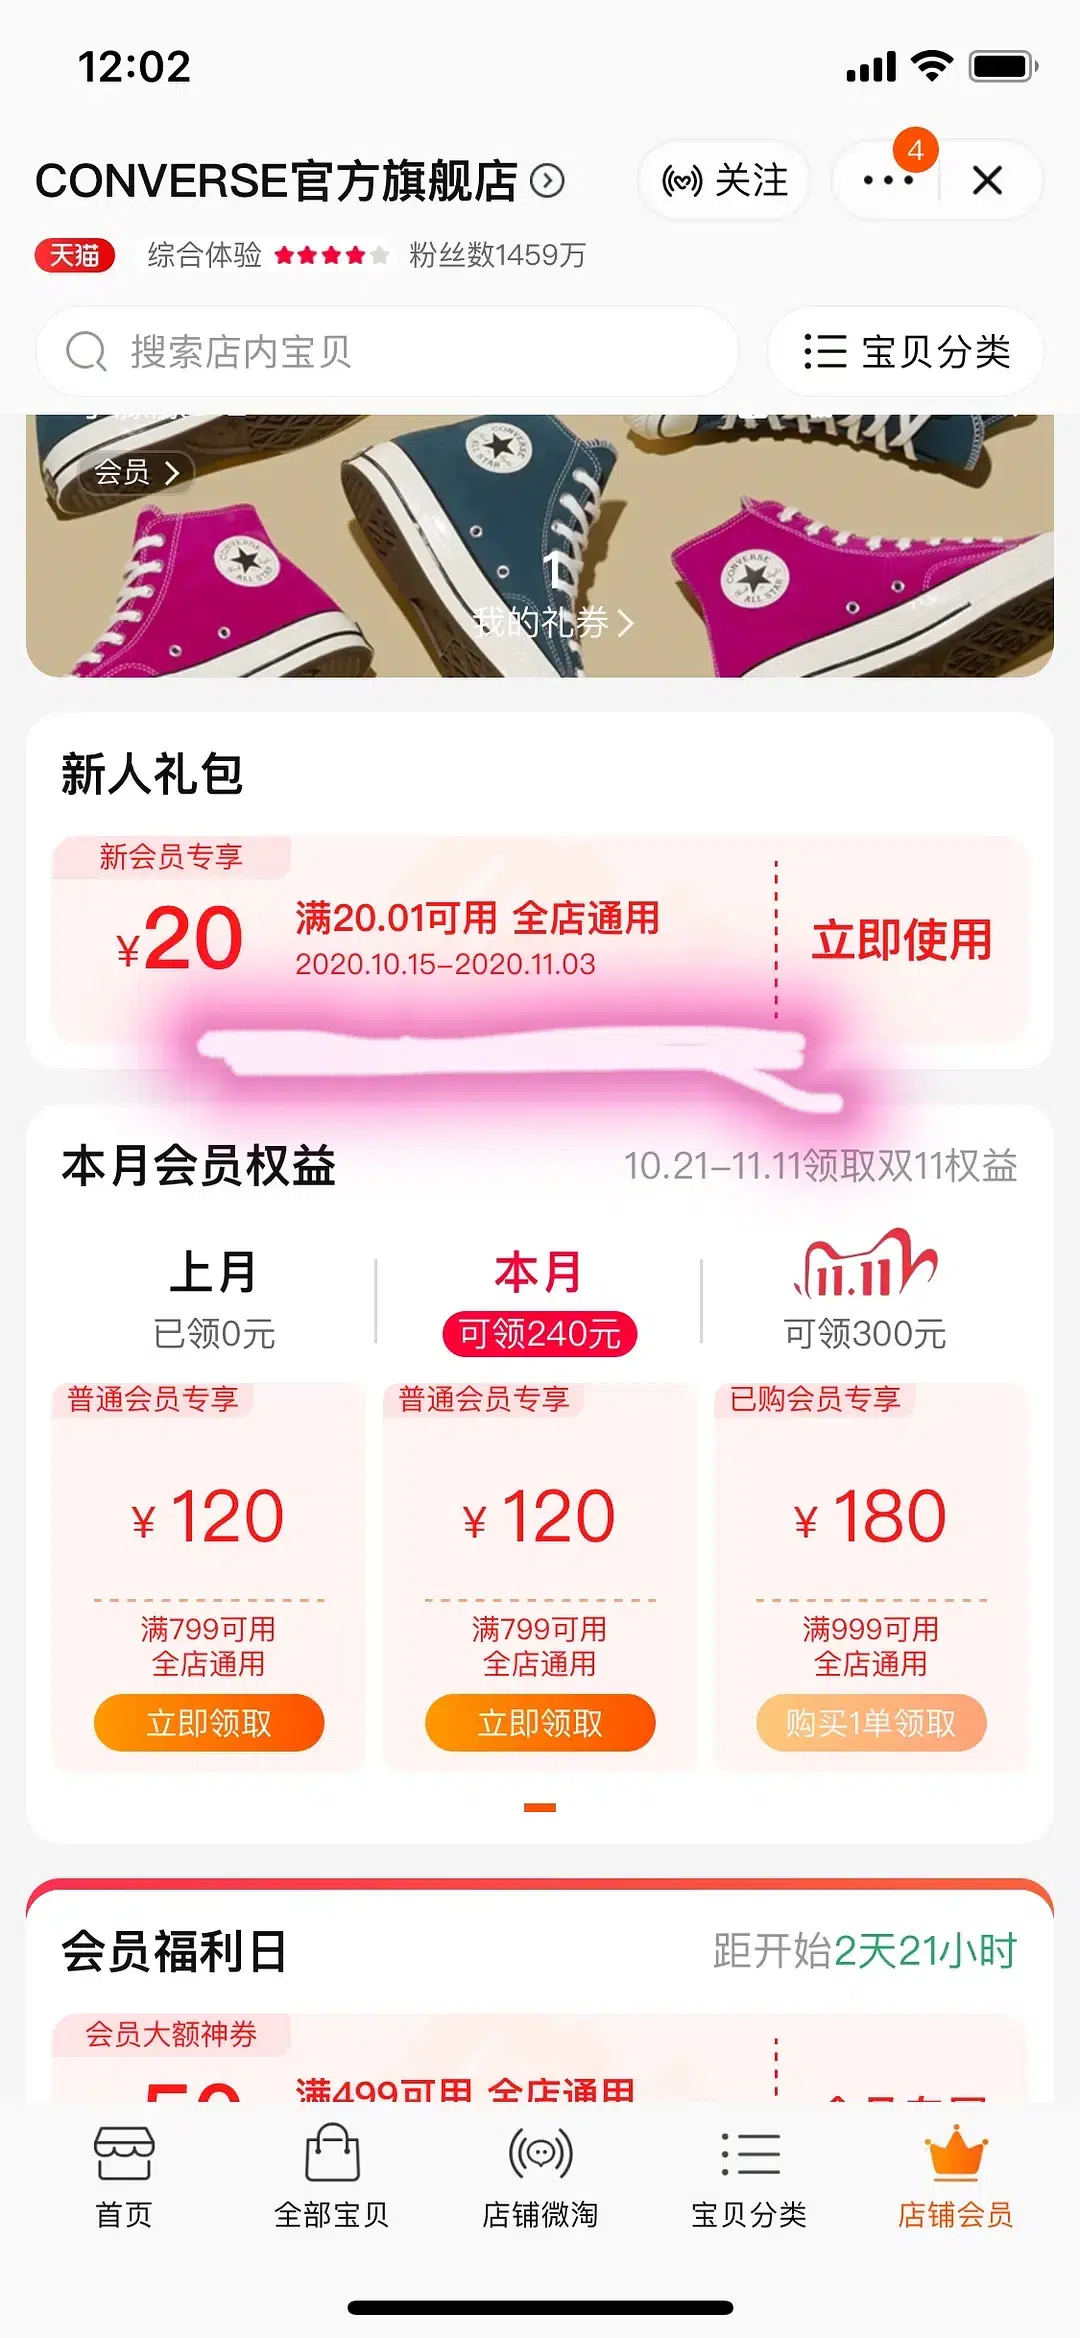 12:02
CONVERSE官方旗舰店
关注
4
天猫 综合体验 粉丝数1459万
搜索店内宝贝
宝贝分类
会员
CONVERSE
ALL STAR
CONVERSE
ALL STAR
CONVERSE
ALL STAR
1
我的礼券
新人礼包
新会员专享
¥20
满20.01可用 全店通用
2020.10.15-2020.11.03
立即使用
本月会员权益
10.21-11.11领取双11权益
上月
已领0元
本月
可领240元
11.11
可领300元
普通会员专享
¥120
满799可用
全店通用
立即领取
普通会员专享
¥120
满799可用
全店通用
立即领取
已购会员专享
¥180
满999可用
全店通用
购买1单领取
会员福利日
距开始2天21小时
会员大额神券
50
满499可用 全店通用
首页
全部宝贝
店铺微淘
宝贝分类
店铺会员